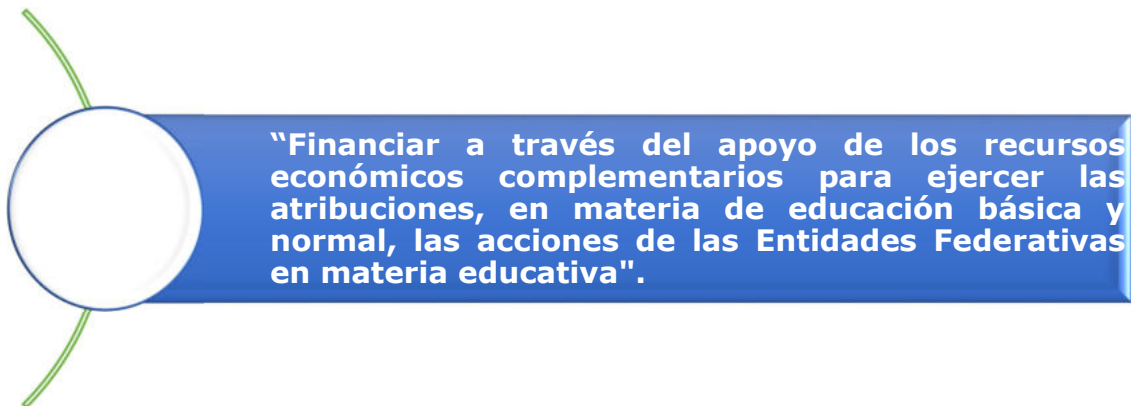 “Financiar a través del apoyo de los recursos
económicos complementarios para ejercer las
atribuciones, en materia de educación básica y
normal, las acciones de las Entidades Federativas
en materia educativa".